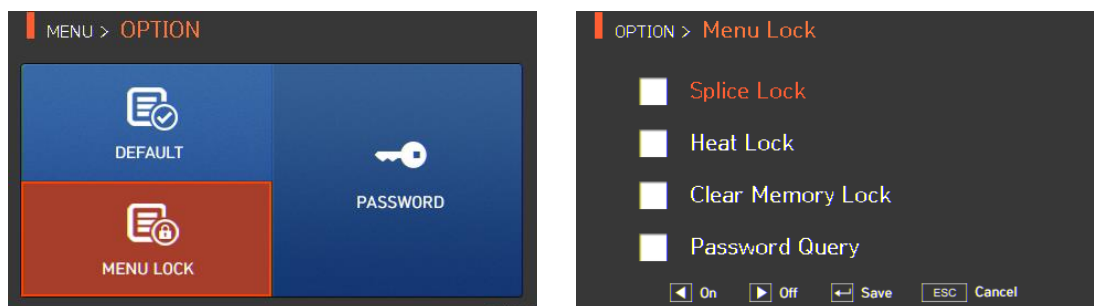 MENU > OPTION
DEFAULT
PASSWORD
MENU LOCK
OPTION > Menu Lock
Splice Lock
Heat Lock
Clear Memory Lock
Password Query
On Off Save ESC Cancel